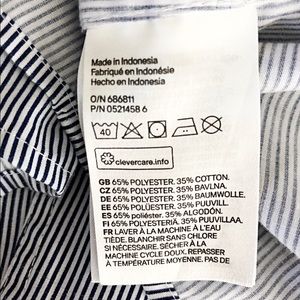 Made in Indonesia
Fabriqué en Indonésie
Hecho en Indonesia
O/N 686811
P/N 0521458 6
40
clevercare.info
GB 65% POLYESTER. 35% COTTON.
CZ 65% POLYESTER. 35% BAVLNA.
DE 65% POLYESTER. 35% BAUMWOLLE.
EE 65% POLÜESTER. 35% PUUVILL.
ES 65% poliéster. 35% ALGODÓN.
FI 65% POLYESTERIÄ. 35% PUUVILLAA.
FR LAVER À LA MACHINE À L'EAU
TIÈDE. BLANCHIR SANS CHLORE
SI NÉCESSAIRE. SÉCHER À LA
MACHINE CYCLE DOUX. REPASSER
À TEMPÉRATURE MOYENNE. PAS DE